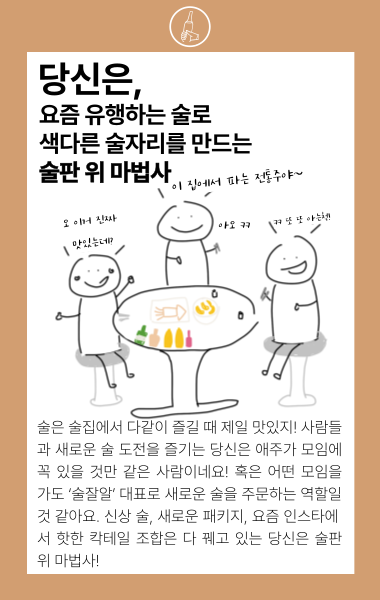 당신은,
요즘 유행하는 술로
색다른 술자리를 만드는
술판 위 마법사
이 집에서 파는 전통주야~
오 이거 진짜
맛있는데?
아오 ㅋㅋ
ㅋㅋ 또 또 아는척!
술은 술집에서 다같이 즐길 때 제일 맛있지! 사람들
과 새로운 술 도전을 즐기는 당신은 애주가 모임에
꼭 있을 것만 같은 사람이네요! 혹은 어떤 모임을
가도 ‘술잘알’ 대표로 새로운 술을 주문하는 역할일
것 같아요. 신상 술, 새로운 패키지, 요즘 인스타에
서 핫한 칵테일 조합은 다 꿰고 있는 당신은 술판
위 마법사!